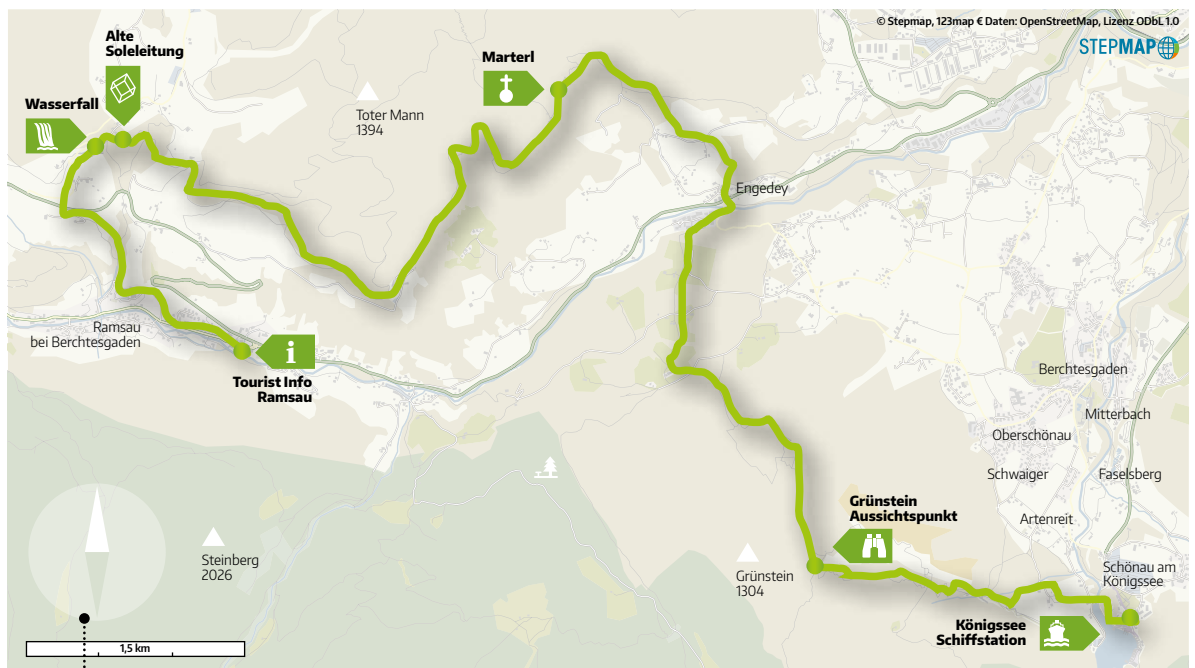 © Stepmap, 123map € Daten: OpenStreetMap, Lizenz ODbL 1.0
STEPMAP
Alte
Soleleitung
Marterl
Wasserfall
Toter Mann
1394
Engedey
Ramsau
bei Berchtesgaden
i
Tourist Info
Ramsau
Berchtesgaden
Mitterbach
Oberschönau
Schwaiger
Faselsberg
Grünstein
Aussichtspunkt
Artenreit
Steinberg
2026
Grünstein
1304
Schönau am
Königssee
Königssee
Schiffstation
1,5 km